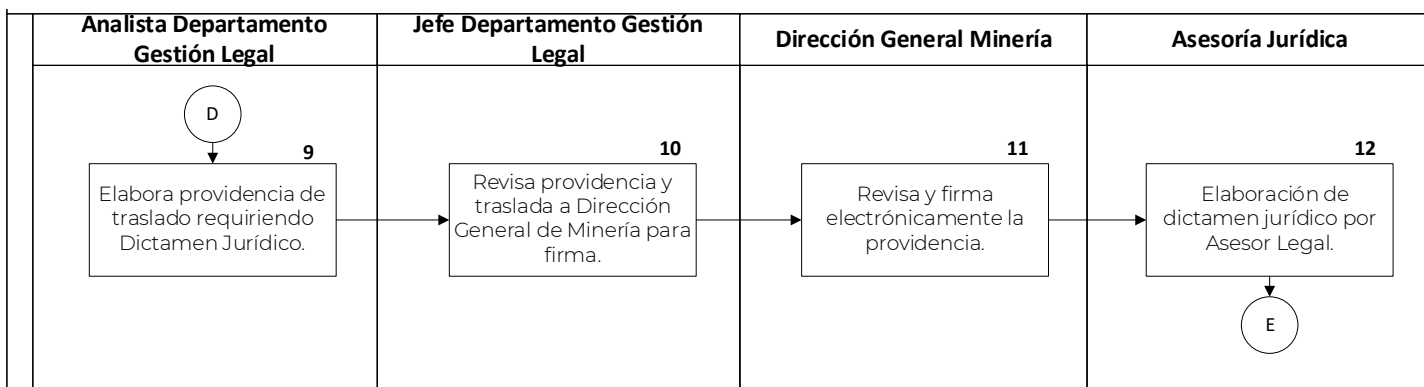 Analista Departamento
Gestión Legal
Jefe Departamento Gestión
Legal
Dirección General Minería
Asesoría Jurídica
D
9
Elabora providencia de
traslado requiriendo
Dictamen Jurídico.
10
Revisa providencia y
traslada a Dirección
General de Minería para
firma.
11
Revisa y firma
electrónicamente la
providencia.
12
Elaboración de
dictamen jurídico por
Asesor Legal.
E